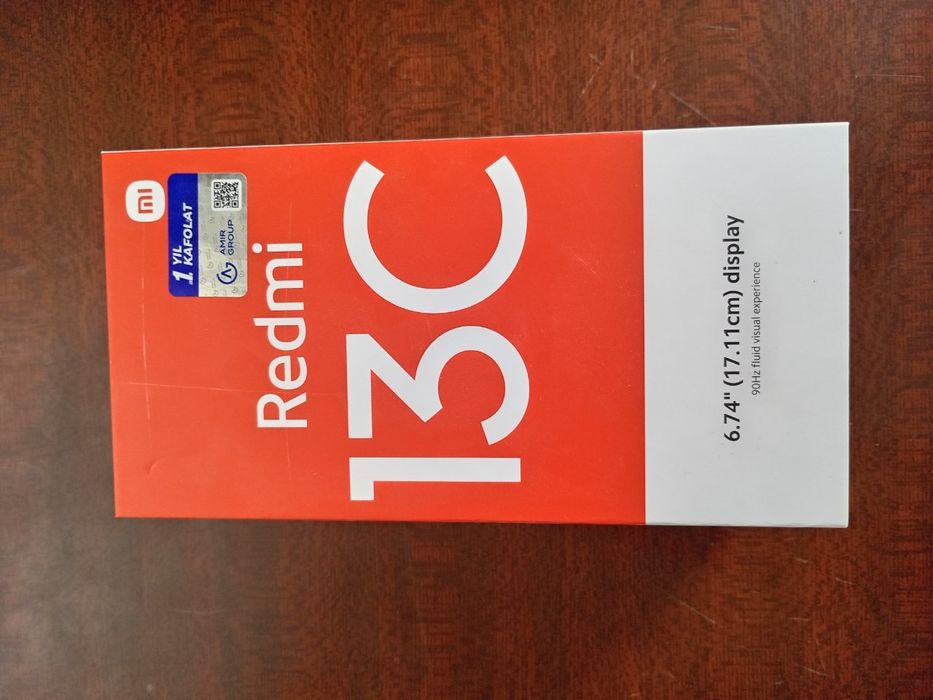 mi
1 YIL
KAFOLAT
AMIR
GROUP
Redmi
13C
6.74" (17.11cm) display
90Hz fluid visual experience